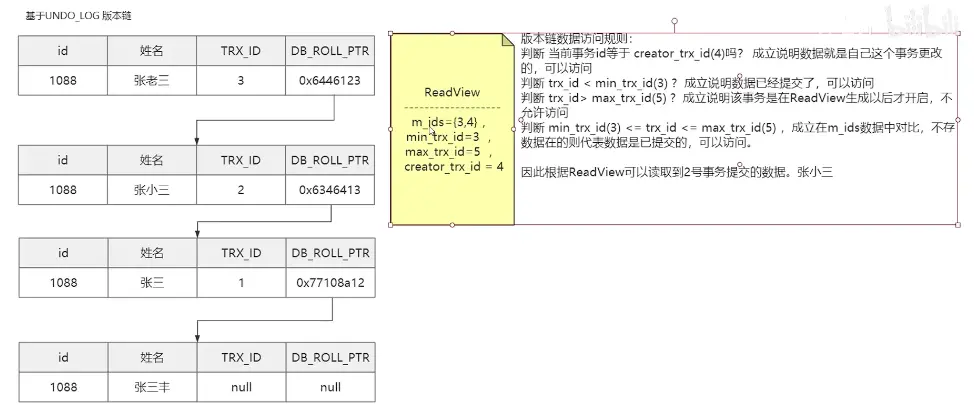 基于UNDO_LOG 版本链
id 姓名 TRX_ID DB_ROLL_PTR
1088 张老三 3 0x6446123
id 姓名 TRX_ID DB_ROLL_PTR
1088 张小三 2 0x6346413
id 姓名 TRX_ID DB_ROLL_PTR
1088 张三 1 0x77108a12
id 姓名 TRX_ID DB_ROLL_PTR
1088 张三丰 null null
ReadView
m_ids={3,4} ,
min_trx_id=3 ,
max_trx_id=5 ,
creator_trx_id = 4
版本链数据访问规则：
判断 当前事务id等于 creator_trx_id(4)吗？ 成立说明数据就是自己这个事务更改
的，可以访问
判断 trx_id < min_trx_id(3) ？成立说明数据已经提交了，可以访问
判断 trx_id> max_trx_id(5) ？成立说明该事务是在ReadView生成以后才开启，不
允许访问
判断 min_trx_id(3) <= trx_id <= max_trx_id(5) ，成立在m_ids数据中对比，不存
数据在的则代表数据是已提交的，可以访问。
因此根据ReadView可以读取到2号事务提交的数据。张小三
bilibili